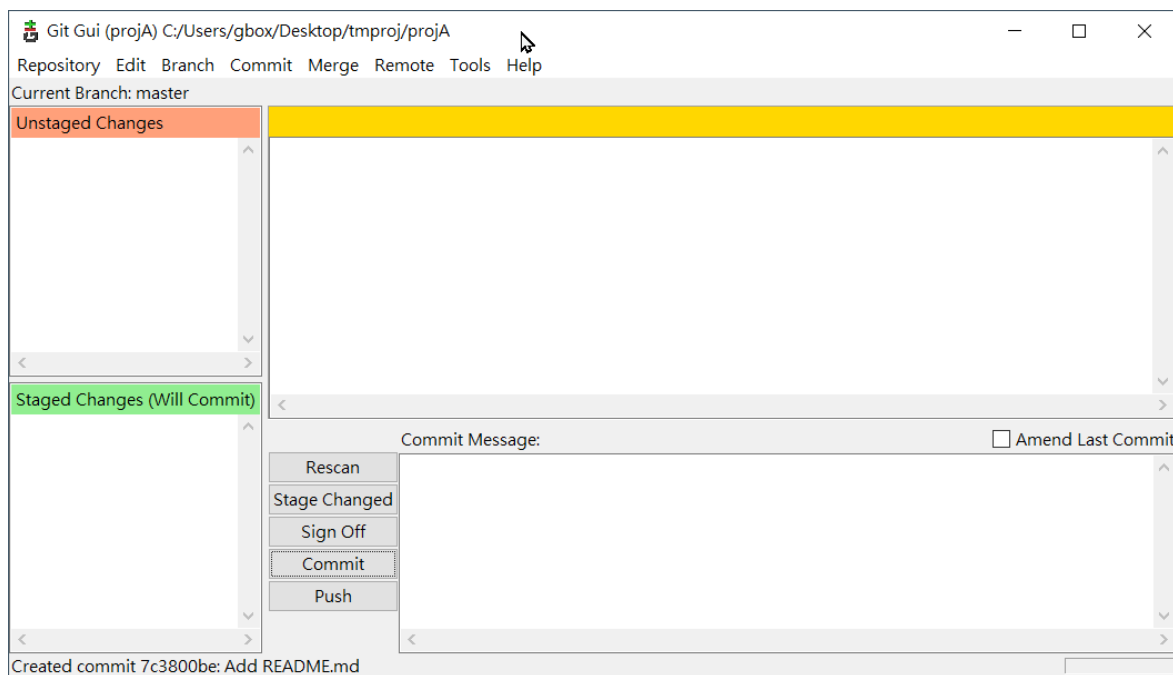 Git Gui (projA) C:/Users/gbox/Desktop/tmproj/projA
Repository Edit Branch Commit Merge Remote Tools Help
Current Branch: master
Unstaged Changes
Staged Changes (Will Commit)
Commit Message:
Amend Last Commit
Rescan
Stage Changed
Sign Off
Commit
Push
Created commit 7c3800be: Add README.md